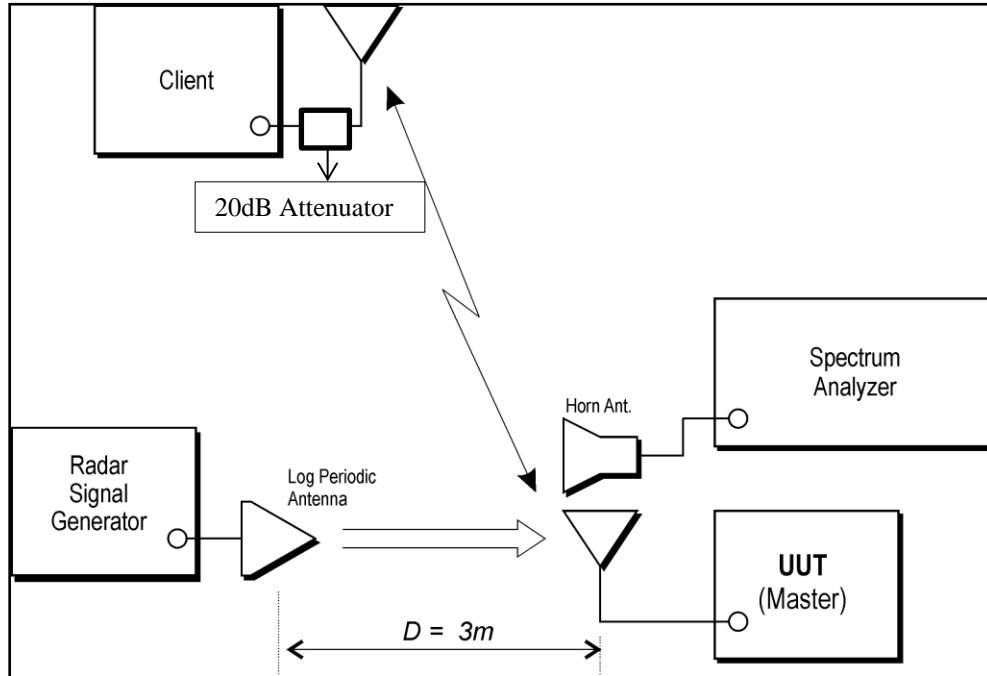 Client
20dB Attenuator
Spectrum
Analyzer
Horn Ant.
Radar
Signal
Generator
Log Periodic
Antenna
UUT
(Master)
D = 3m